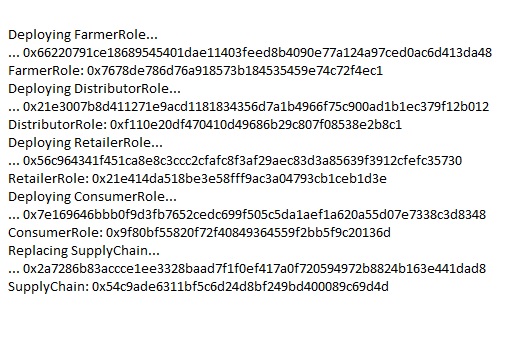 Deploying FarmerRole...
... 0x66220791ce18689545401dae11403feed8b4090e77a124a97ced0ac6d413da48
FarmerRole: 0x7678de786d76a918573b184535459e74c72f4ec1
Deploying DistributorRole...
... 0x21e3007b8d411271e9acd1181834356d7a1b4966f75c900ad1b1ec379f12b012
DistributorRole: 0xf110e20df470410d49686b29c807f08538e2b8c1
Deploying RetailerRole...
... 0x56c964341f451ca8e8c3ccc2cfafc8f3af29aec83d3a85639f3912cfefc35730
RetailerRole: 0x21e414da518be3e58fff9ac3a04793cb1ceb1d3e
Deploying ConsumerRole...
... 0x7e169646bbb0f9d3fb7652cedc699f505c5da1aef1a620a55d07e7338c3d8348
ConsumerRole: 0x9f80bf55820f72f40849364559f2bb5f9c20136d
Replacing SupplyChain...
... 0x2a7286b83accce1ee3328baad7f1f0ef417a0f720594972b8824b163e441dad8
SupplyChain: 0x54c9ade6311bf5c6d24d8bf249bd400089c69d4d